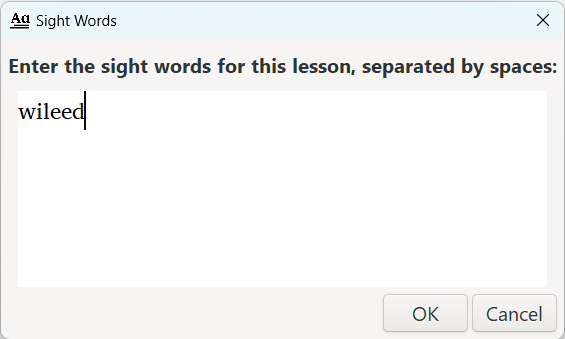 Aa Sight Words
Enter the sight words for this lesson, separated by spaces:
wileed
OK Cancel